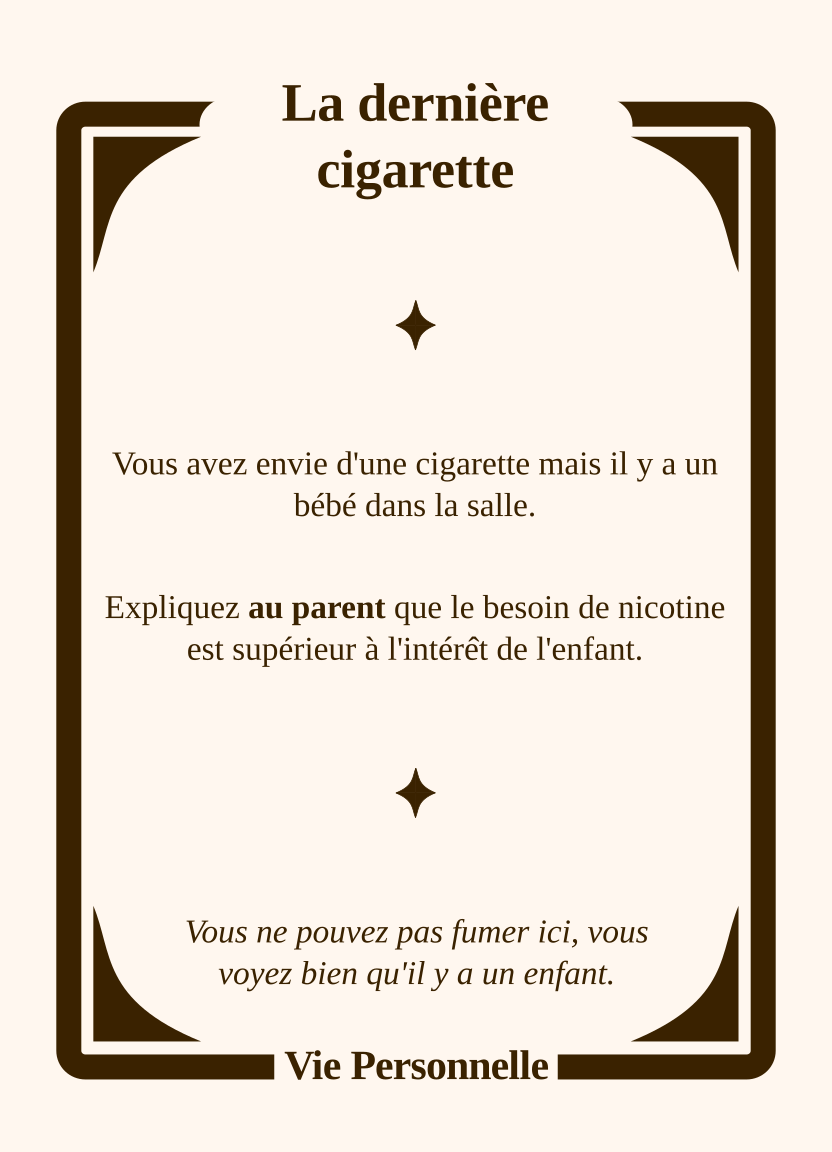 La dernière
cigarette
Vous avez envie d'une cigarette mais il y a un
bébé dans la salle.
Expliquez au parent que le besoin de nicotine
est supérieur à l'intérêt de l'enfant.
Vous ne pouvez pas fumer ici, vous
voyez bien qu'il y a un enfant.
Vie Personnelle